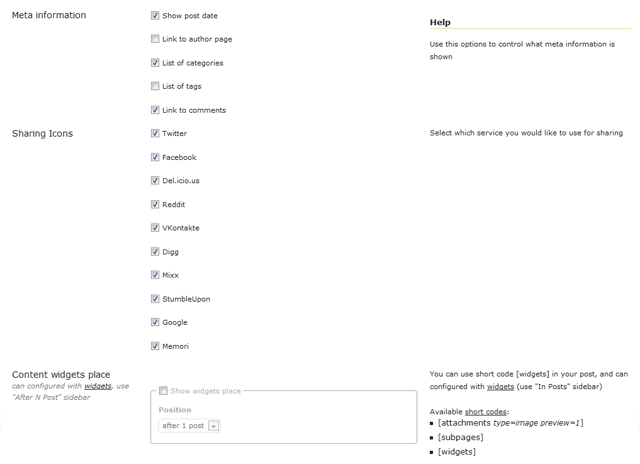 Meta information
Show post date
Link to author page
List of categories
List of tags
Link to comments
Help
Use this options to control what meta information is
shown
Sharing Icons
Twitter
Facebook
Del.icio.us
Reddit
VKontakte
Digg
Mixx
StumbleUpon
Google
Memori
Select which service you would like to use for sharing
Content widgets place
can configured with widgets, use
"After N Post" sidebar
Show widgets place
Position
after 1 post
You can use short code [widgets] in your post, and can
configured with widgets (use "In Posts" sidebar)
Available short codes:
[attachments type=image preview=1]
[subpages]
[widgets]